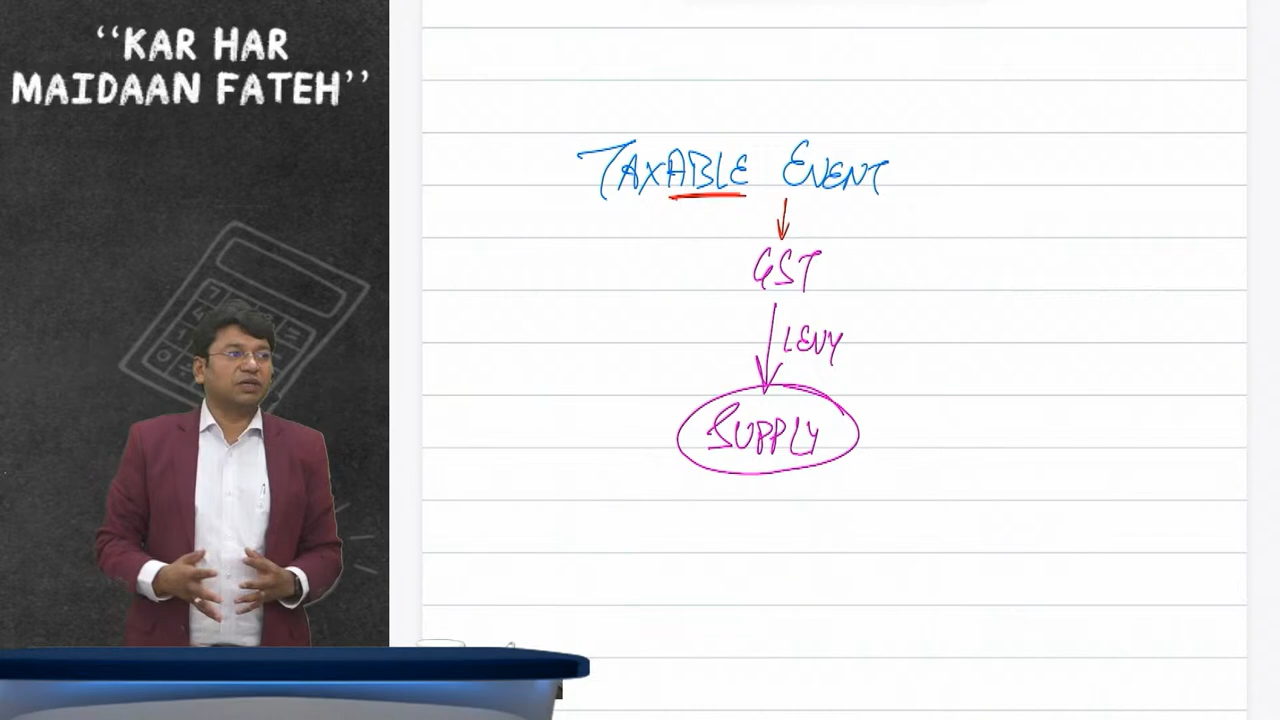 “KAR HAR
MAIDAAN FATEH”
TAXABLE EVENT
GST
LEVY
SUPPLY